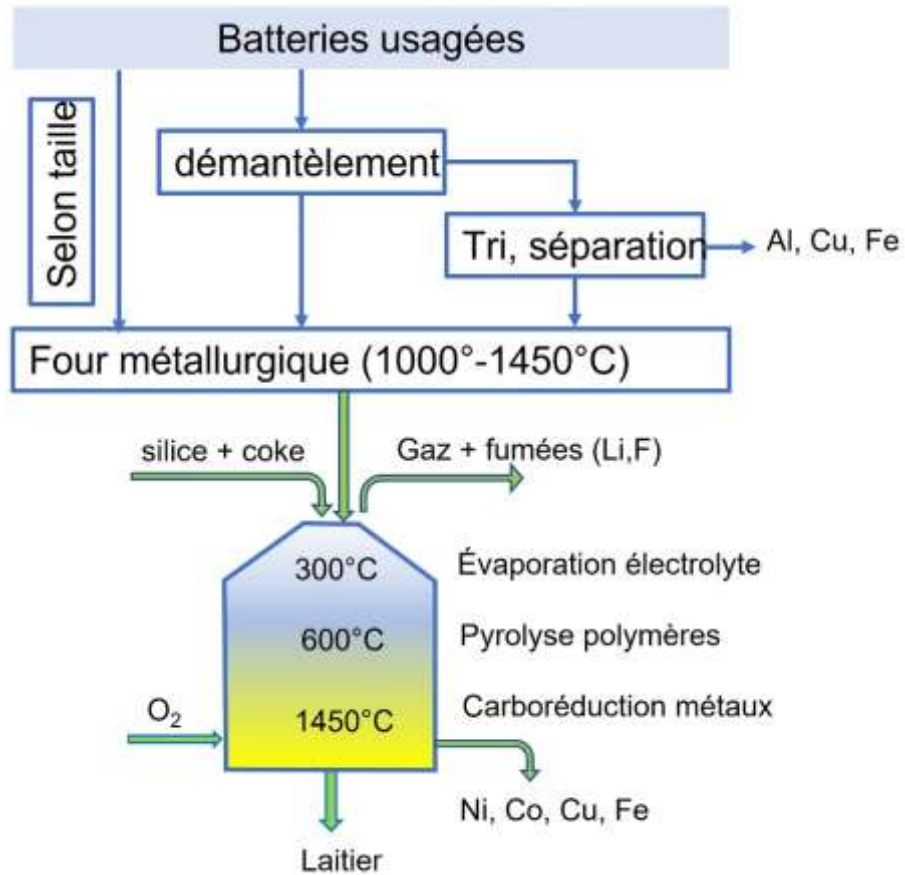 Batteries usagées
Selon taille
démantèlement
Tri, séparation
Al, Cu, Fe
Four métallurgique (1000°-1450°C)
silice + coke
Gaz + fumées (Li,F)
300°C
Évaporation électrolyte
600°C
Pyrolyse polymères
1450°C
Carboréduction métaux
O₂
Ni, Co, Cu, Fe
Laitier